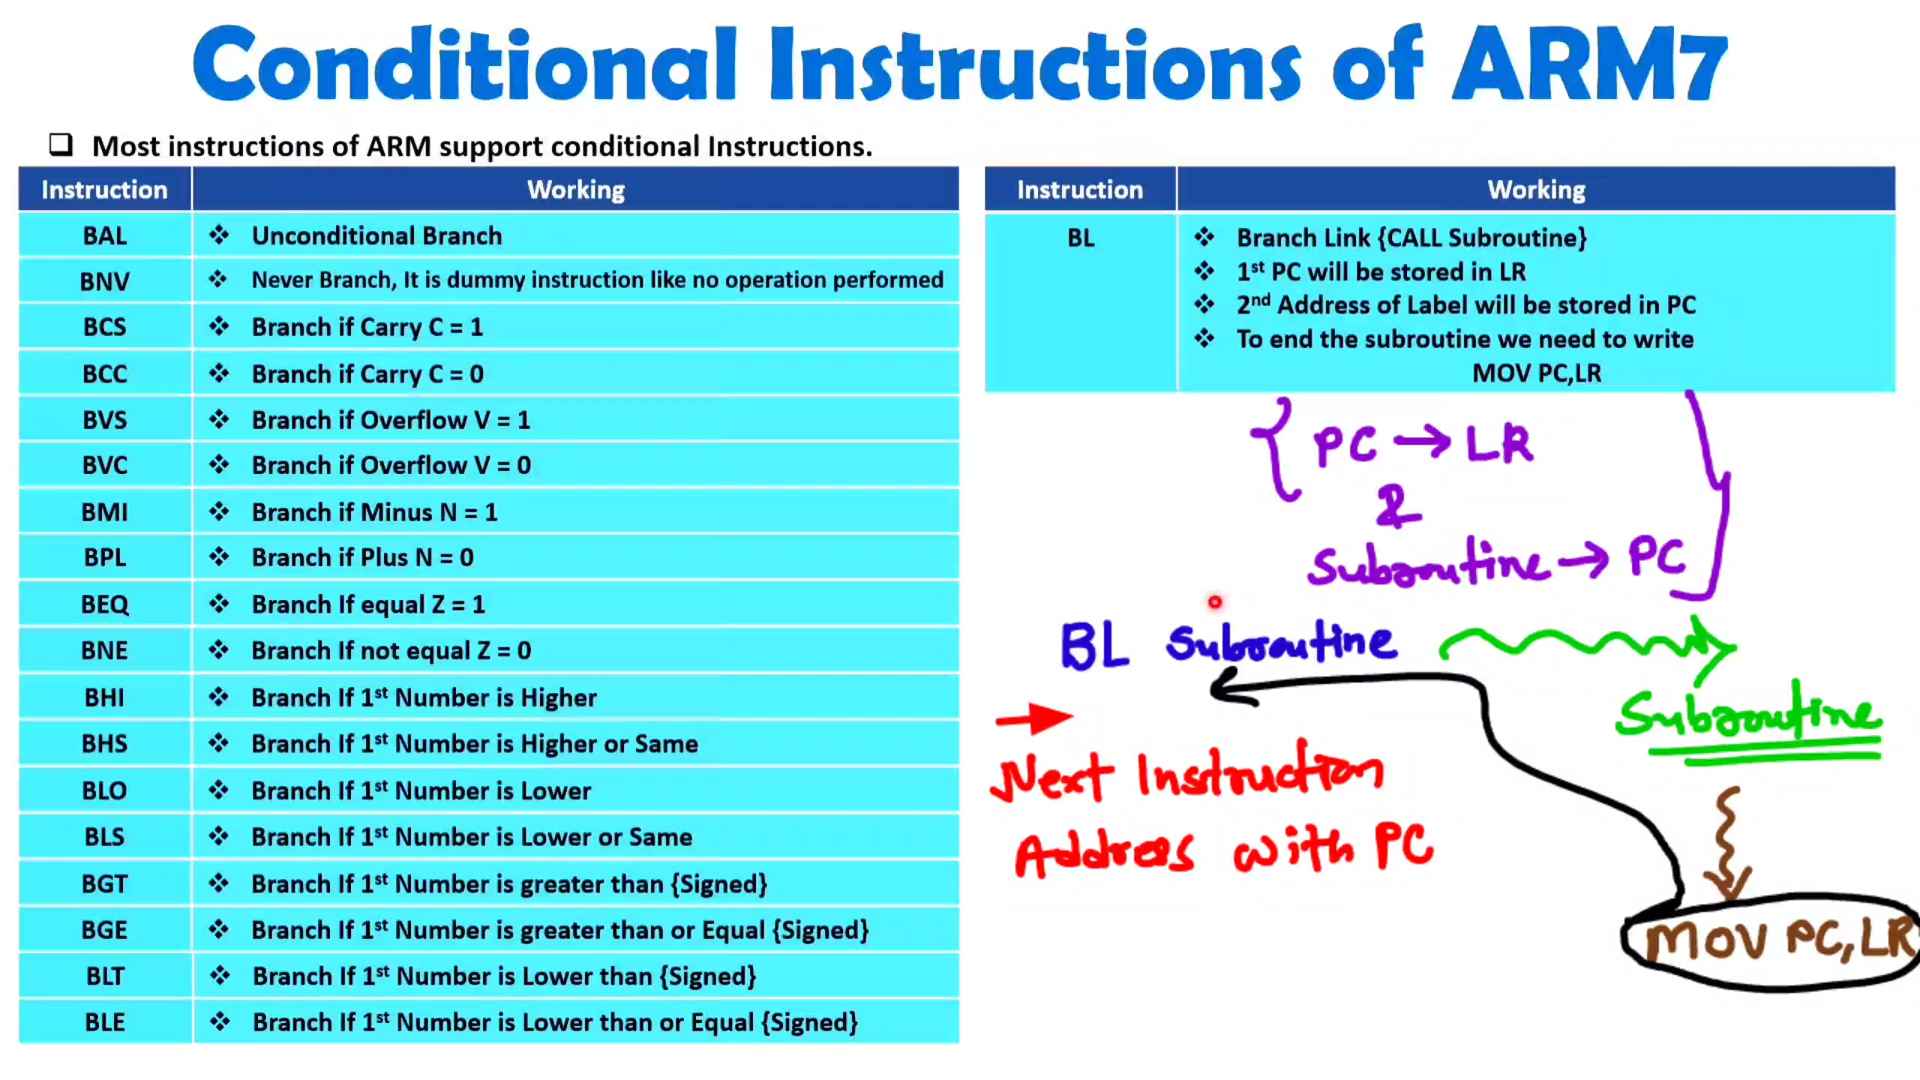 Conditional Instructions of ARM7
❑ Most instructions of ARM support conditional Instructions.
Instruction Working
BAL ❖ Unconditional Branch
BNV ❖ Never Branch, It is dummy instruction like no operation performed
BCS ❖ Branch if Carry C = 1
BCC ❖ Branch if Carry C = 0
BVS ❖ Branch if Overflow V = 1
BVC ❖ Branch if Overflow V = 0
BMI ❖ Branch if Minus N = 1
BPL ❖ Branch if Plus N = 0
BEQ ❖ Branch If equal Z = 1
BNE ❖ Branch If not equal Z = 0
BHI ❖ Branch If 1st Number is Higher
BHS ❖ Branch If 1st Number is Higher or Same
BLO ❖ Branch If 1st Number is Lower
BLS ❖ Branch If 1st Number is Lower or Same
BGT ❖ Branch If 1st Number is greater than {Signed}
BGE ❖ Branch If 1st Number is greater than or Equal {Signed}
BLT ❖ Branch If 1st Number is Lower than {Signed}
BLE ❖ Branch If 1st Number is Lower than or Equal {Signed}
Instruction Working
BL ❖ Branch Link {CALL Subroutine}
❖ 1st PC will be stored in LR
❖ 2nd Address of Label will be stored in PC
❖ To end the subroutine we need to write
MOV PC,LR
{ PC → LR
&
Subroutine → PC }
BL Subroutine
Subroutine
Next Instruction
Address with PC
MOV PC,LR